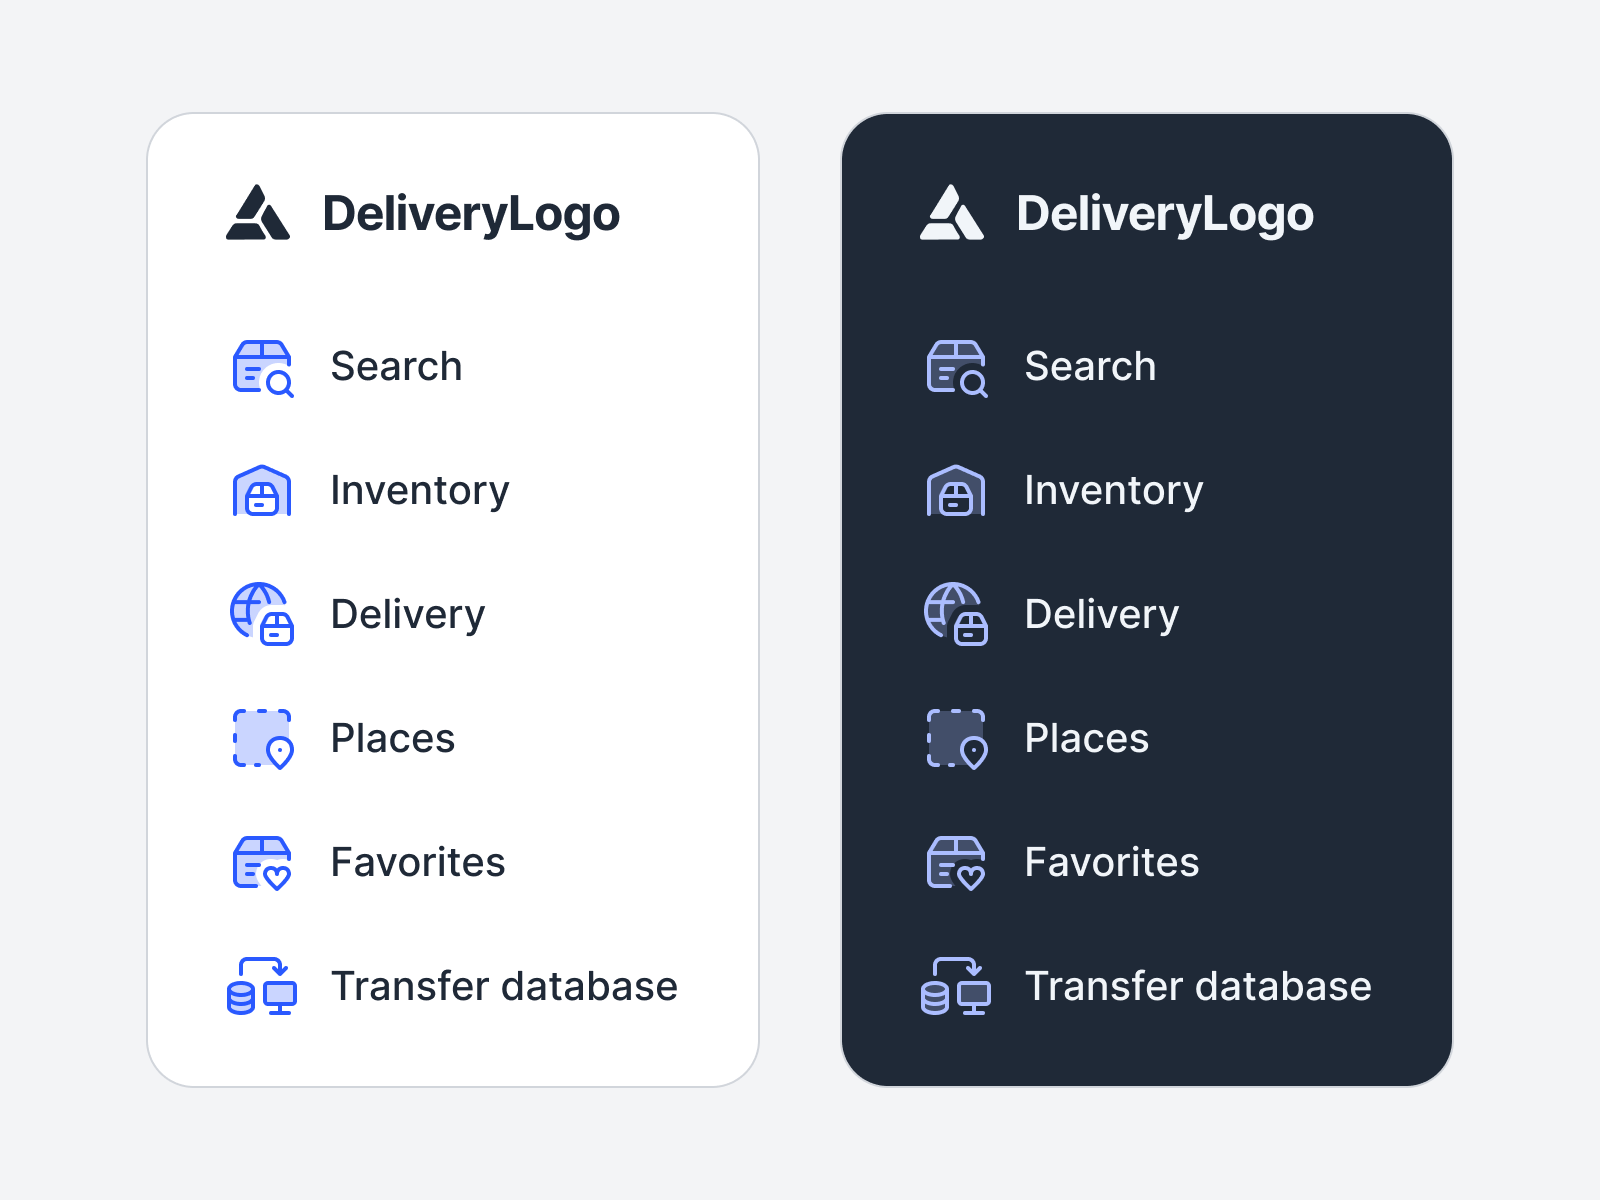 DeliveryLogo
Search
Inventory
Delivery
Places
Favorites
Transfer database
DeliveryLogo
Search
Inventory
Delivery
Places
Favorites
Transfer database